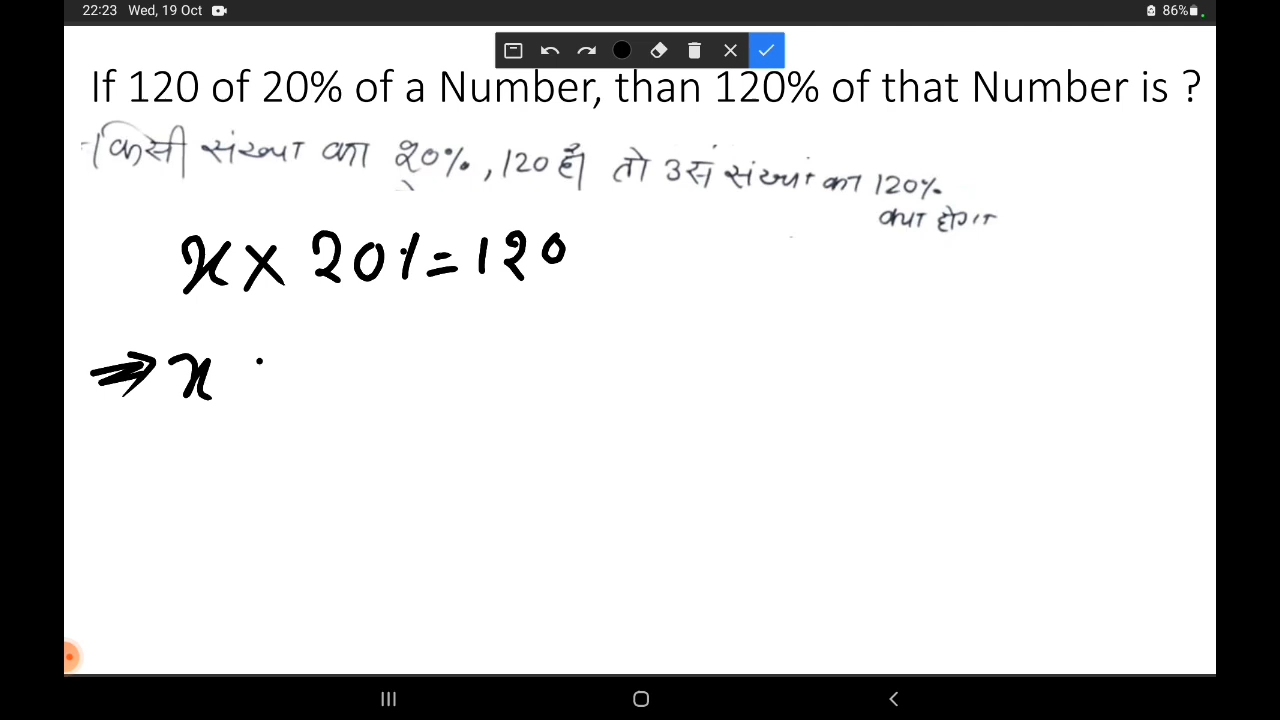 22:23 Wed, 19 Oct 86%
If 120 of 20% of a Number, than 120% of that Number is ?
किसी संख्या का 20%, 120 है। तो उस संख्या का 120%
क्या होगा
x × 20% = 120
⇒ x